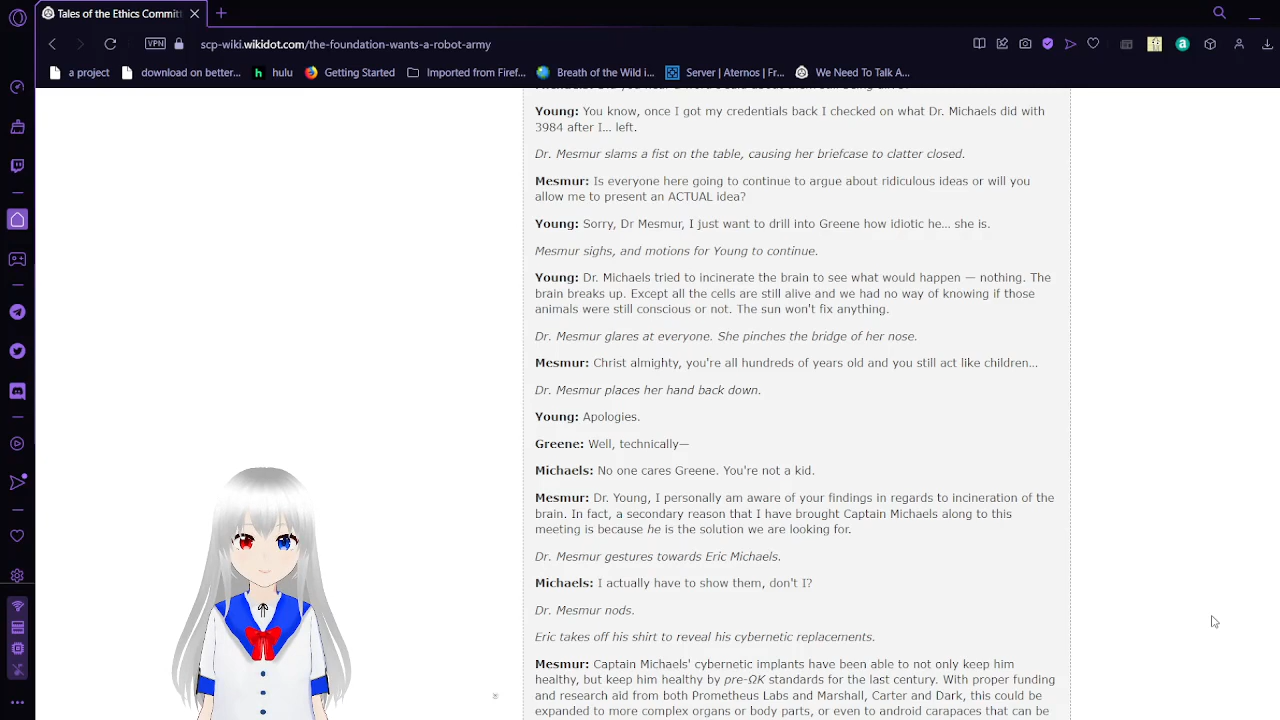 Tales of the Ethics Committ
VPN
scp-wiki.wikidot.com/the-foundation-wants-a-robot-army
a project
download on better...
hulu
Getting Started
Imported from Firef...
Breath of the Wild i...
Server | Aternos | Fr...
We Need To Talk A...
Young: You know, once I got my credentials back I checked on what Dr. Michaels did with
3984 after I... left.
Dr. Mesmur slams a fist on the table, causing her briefcase to clatter closed.
Mesmur: Is everyone here going to continue to argue about ridiculous ideas or will you
allow me to present an ACTUAL idea?
Young: Sorry, Dr Mesmur, I just want to drill into Greene how idiotic he... she is.
Mesmur sighs, and motions for Young to continue.
Young: Dr. Michaels tried to incinerate the brain to see what would happen — nothing. The
brain breaks up. Except all the cells are still alive and we had no way of knowing if those
animals were still conscious or not. The sun won't fix anything.
Dr. Mesmur glares at everyone. She pinches the bridge of her nose.
Mesmur: Christ almighty, you're all hundreds of years old and you still act like children...
Dr. Mesmur places her hand back down.
Young: Apologies.
Greene: Well, technically—
Michaels: No one cares Greene. You're not a kid.
Mesmur: Dr. Young, I personally am aware of your findings in regards to incineration of the
brain. In fact, a secondary reason that I have brought Captain Michaels along to this
meeting is because he is the solution we are looking for.
Dr. Mesmur gestures towards Eric Michaels.
Michaels: I actually have to show them, don't I?
Dr. Mesmur nods.
Eric takes off his shirt to reveal his cybernetic replacements.
Mesmur: Captain Michaels' cybernetic implants have been able to not only keep him
healthy, but keep him healthy by pre-ΩK standards for the last century. With proper funding
and research aid from both Prometheus Labs and Marshall, Carter and Dark, this could be
expanded to more complex organs or body parts, or even to android carapaces that can be